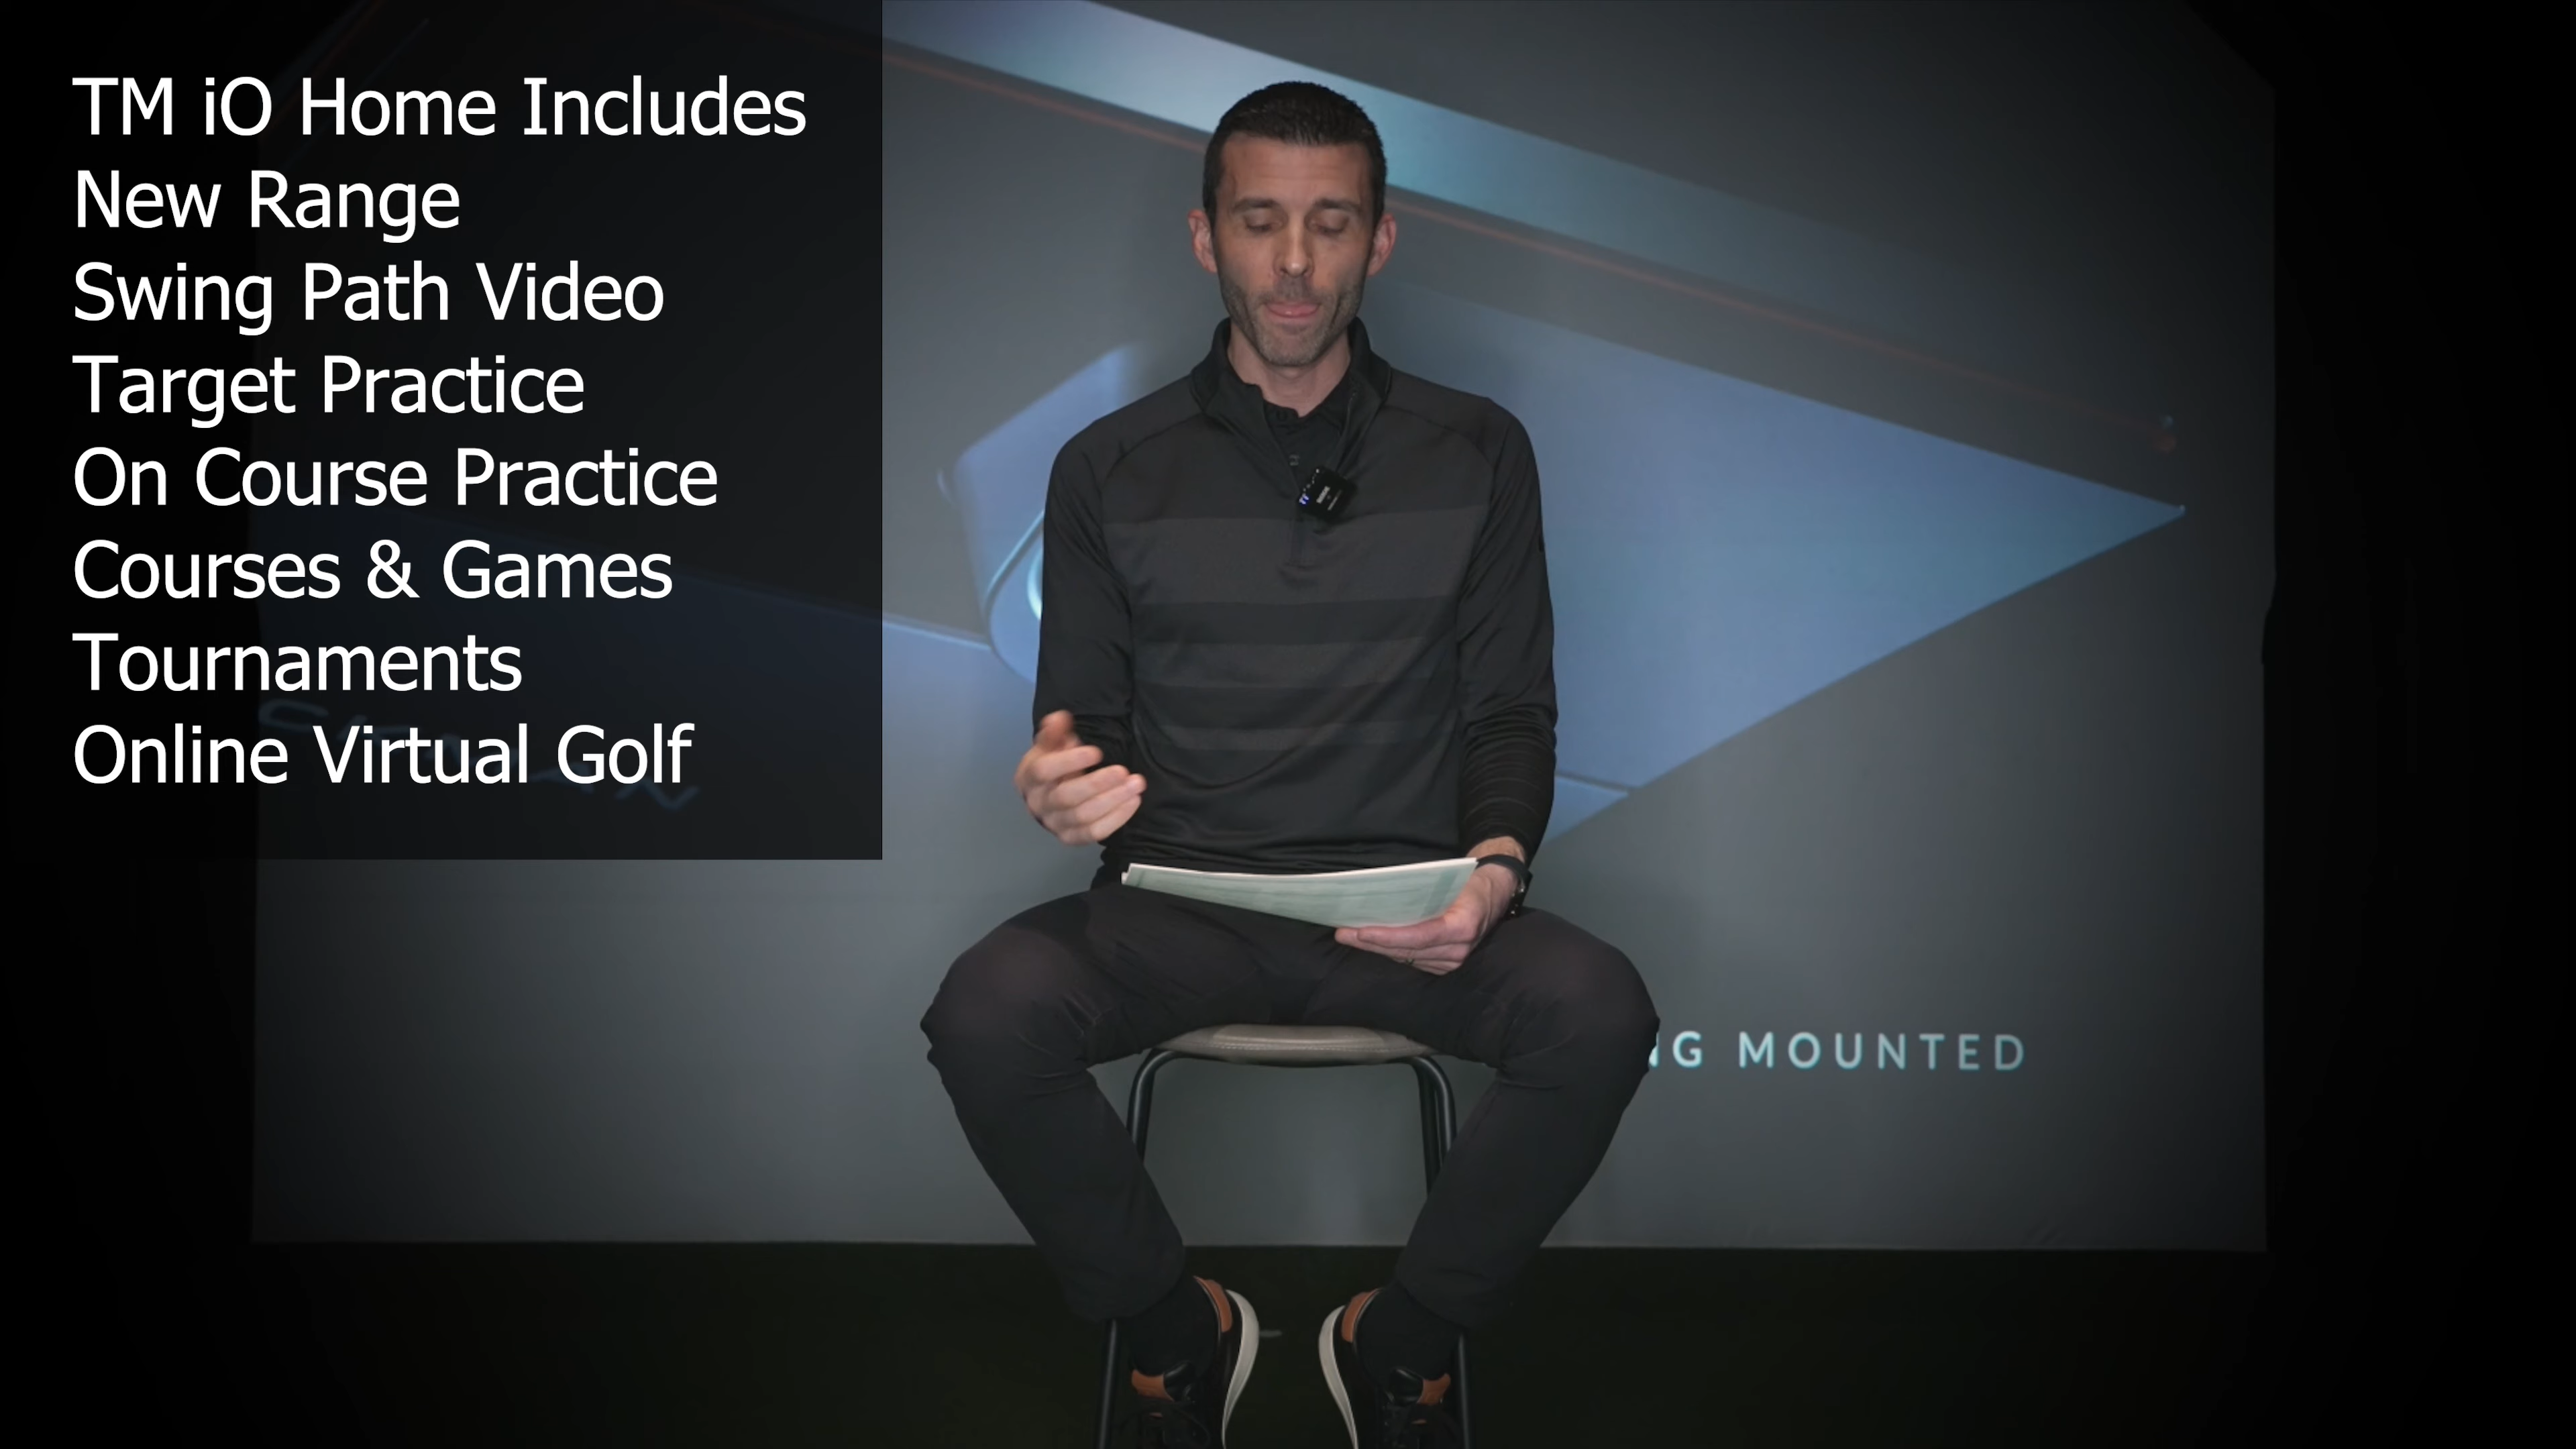 TM iO Home Includes
New Range
Swing Path Video
Target Practice
On Course Practice
Courses & Games
Tournaments
Online Virtual Golf
NG MOUNTED